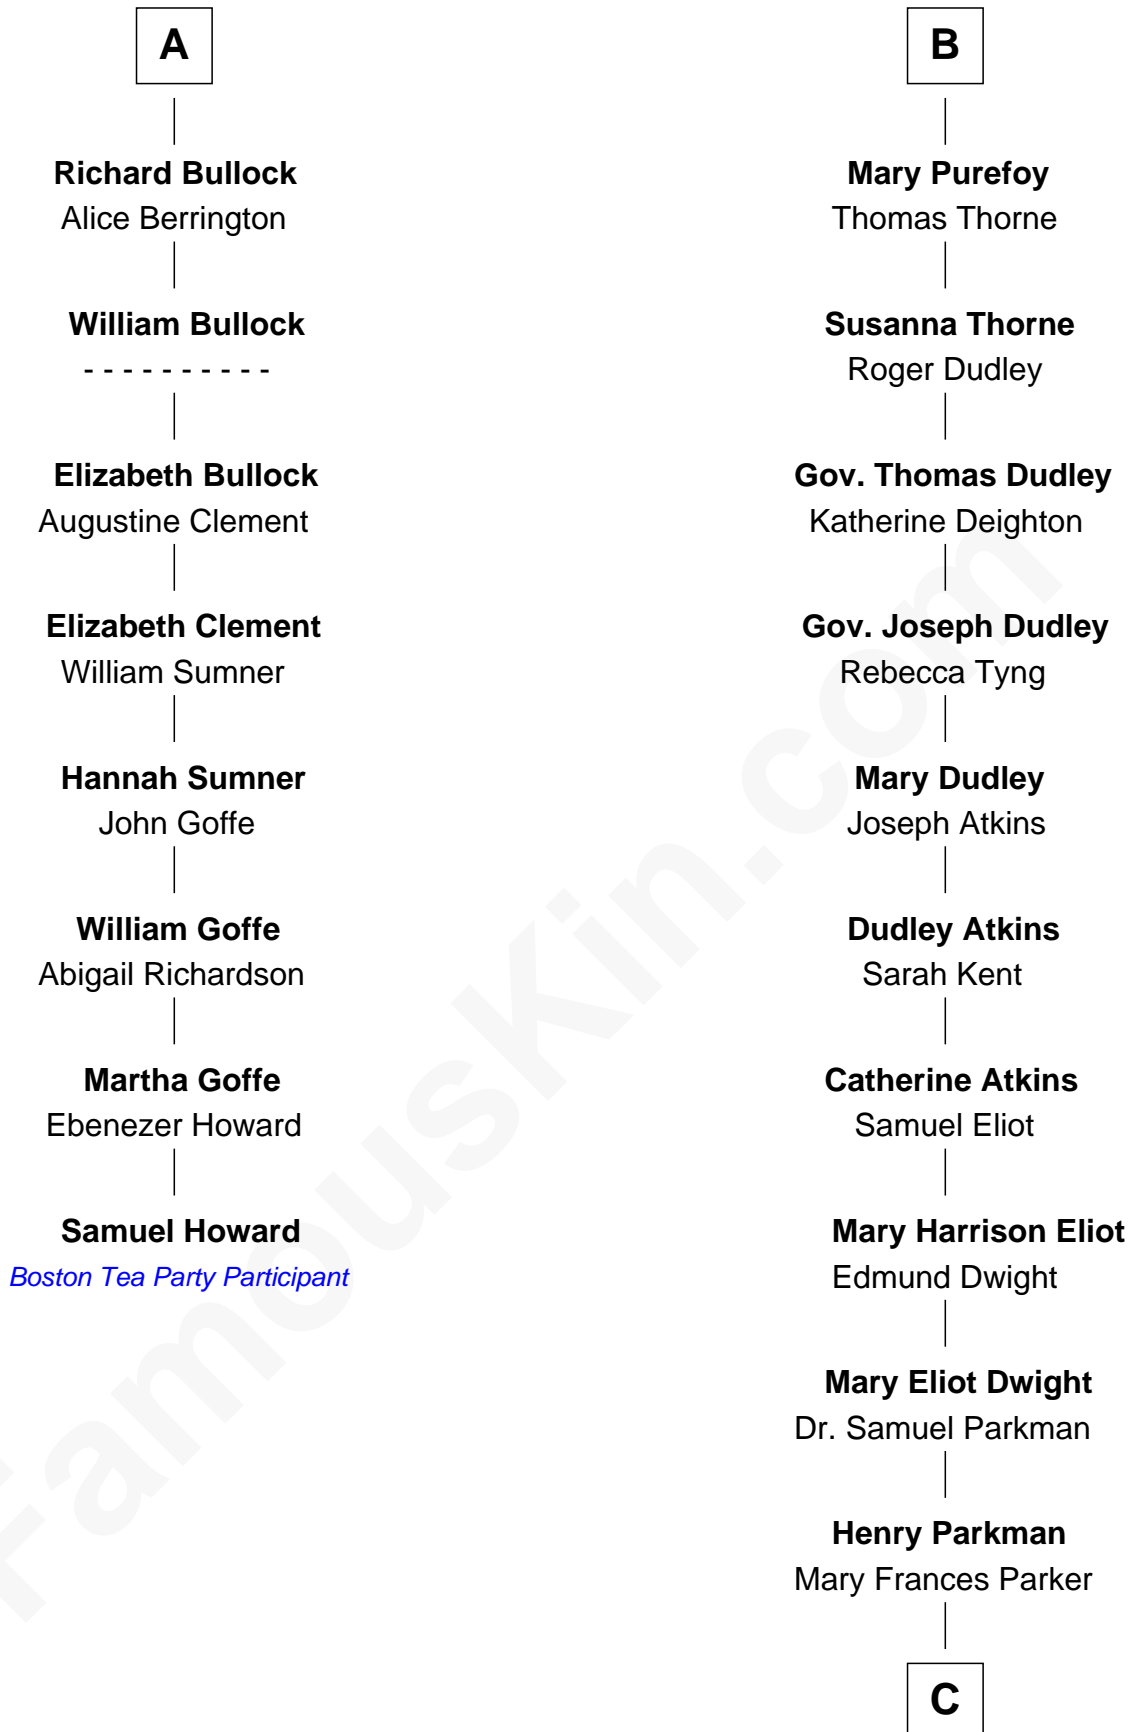 A
Richard Bullock
Alice Berrington
William Bullock
- - - - - - - - - -
Elizabeth Bullock
Augustine Clement
Elizabeth Clement
William Sumner
Hannah Sumner
John Goffe
William Goffe
Abigail Richardson
Martha Goffe
Ebenezer Howard
Samuel Howard
Boston Tea Party Participant
B
Mary Purefoy
Thomas Thorne
Susanna Thorne
Roger Dudley
Gov. Thomas Dudley
Katherine Deighton
Gov. Joseph Dudley
Rebecca Tyng
Mary Dudley
Joseph Atkins
Dudley Atkins
Sarah Kent
Catherine Atkins
Samuel Eliot
Mary Harrison Eliot
Edmund Dwight
Mary Eliot Dwight
Dr. Samuel Parkman
Henry Parkman
Mary Frances Parker
C
FamousKin.com